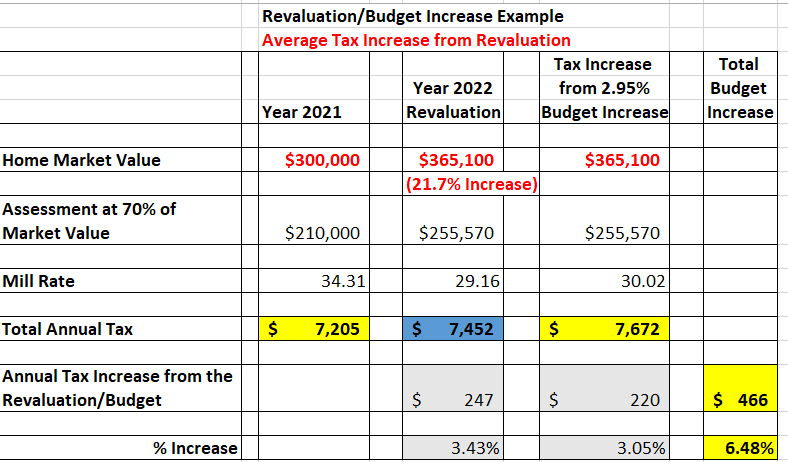 Revaluation/Budget Increase Example
Average Tax Increase from Revaluation
Tax Increase Total
Year 2022 from 2.95% Budget
Year 2021 Revaluation Budget Increase Increase
Home Market Value $300,000 $365,100 $365,100
(21.7% Increase)
Assessment at 70% of
Market Value $210,000 $255,570 $255,570
Mill Rate 34.31 29.16 30.02
Total Annual Tax $ 7,205 $ 7,452 $ 7,672
Annual Tax Increase from the
Revaluation/Budget $ 247 $ 220 $ 466
% Increase 3.43% 3.05% 6.48%